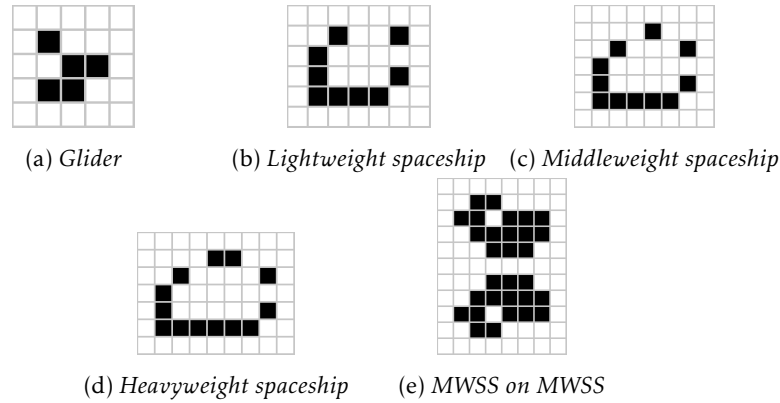 (a) Glider
(b) Lightweight spaceship
(c) Middleweight spaceship
(d) Heavyweight spaceship
(e) MWSS on MWSS